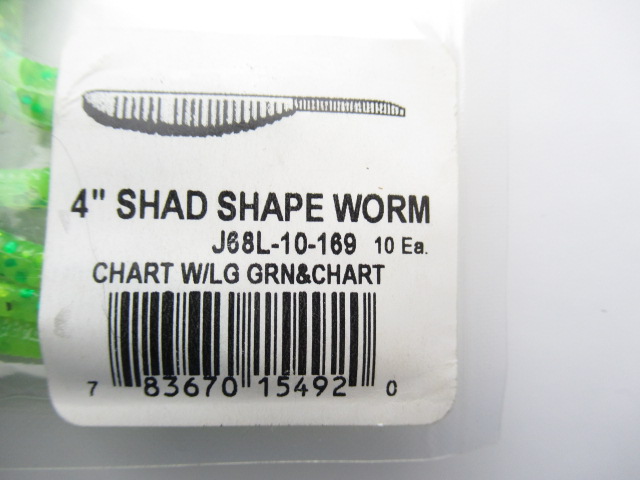 4" SHAD SHAPE WORM
J68L-10-169 10 Ea.
CHART W/LG GRN&CHART
7 83670 15492 0